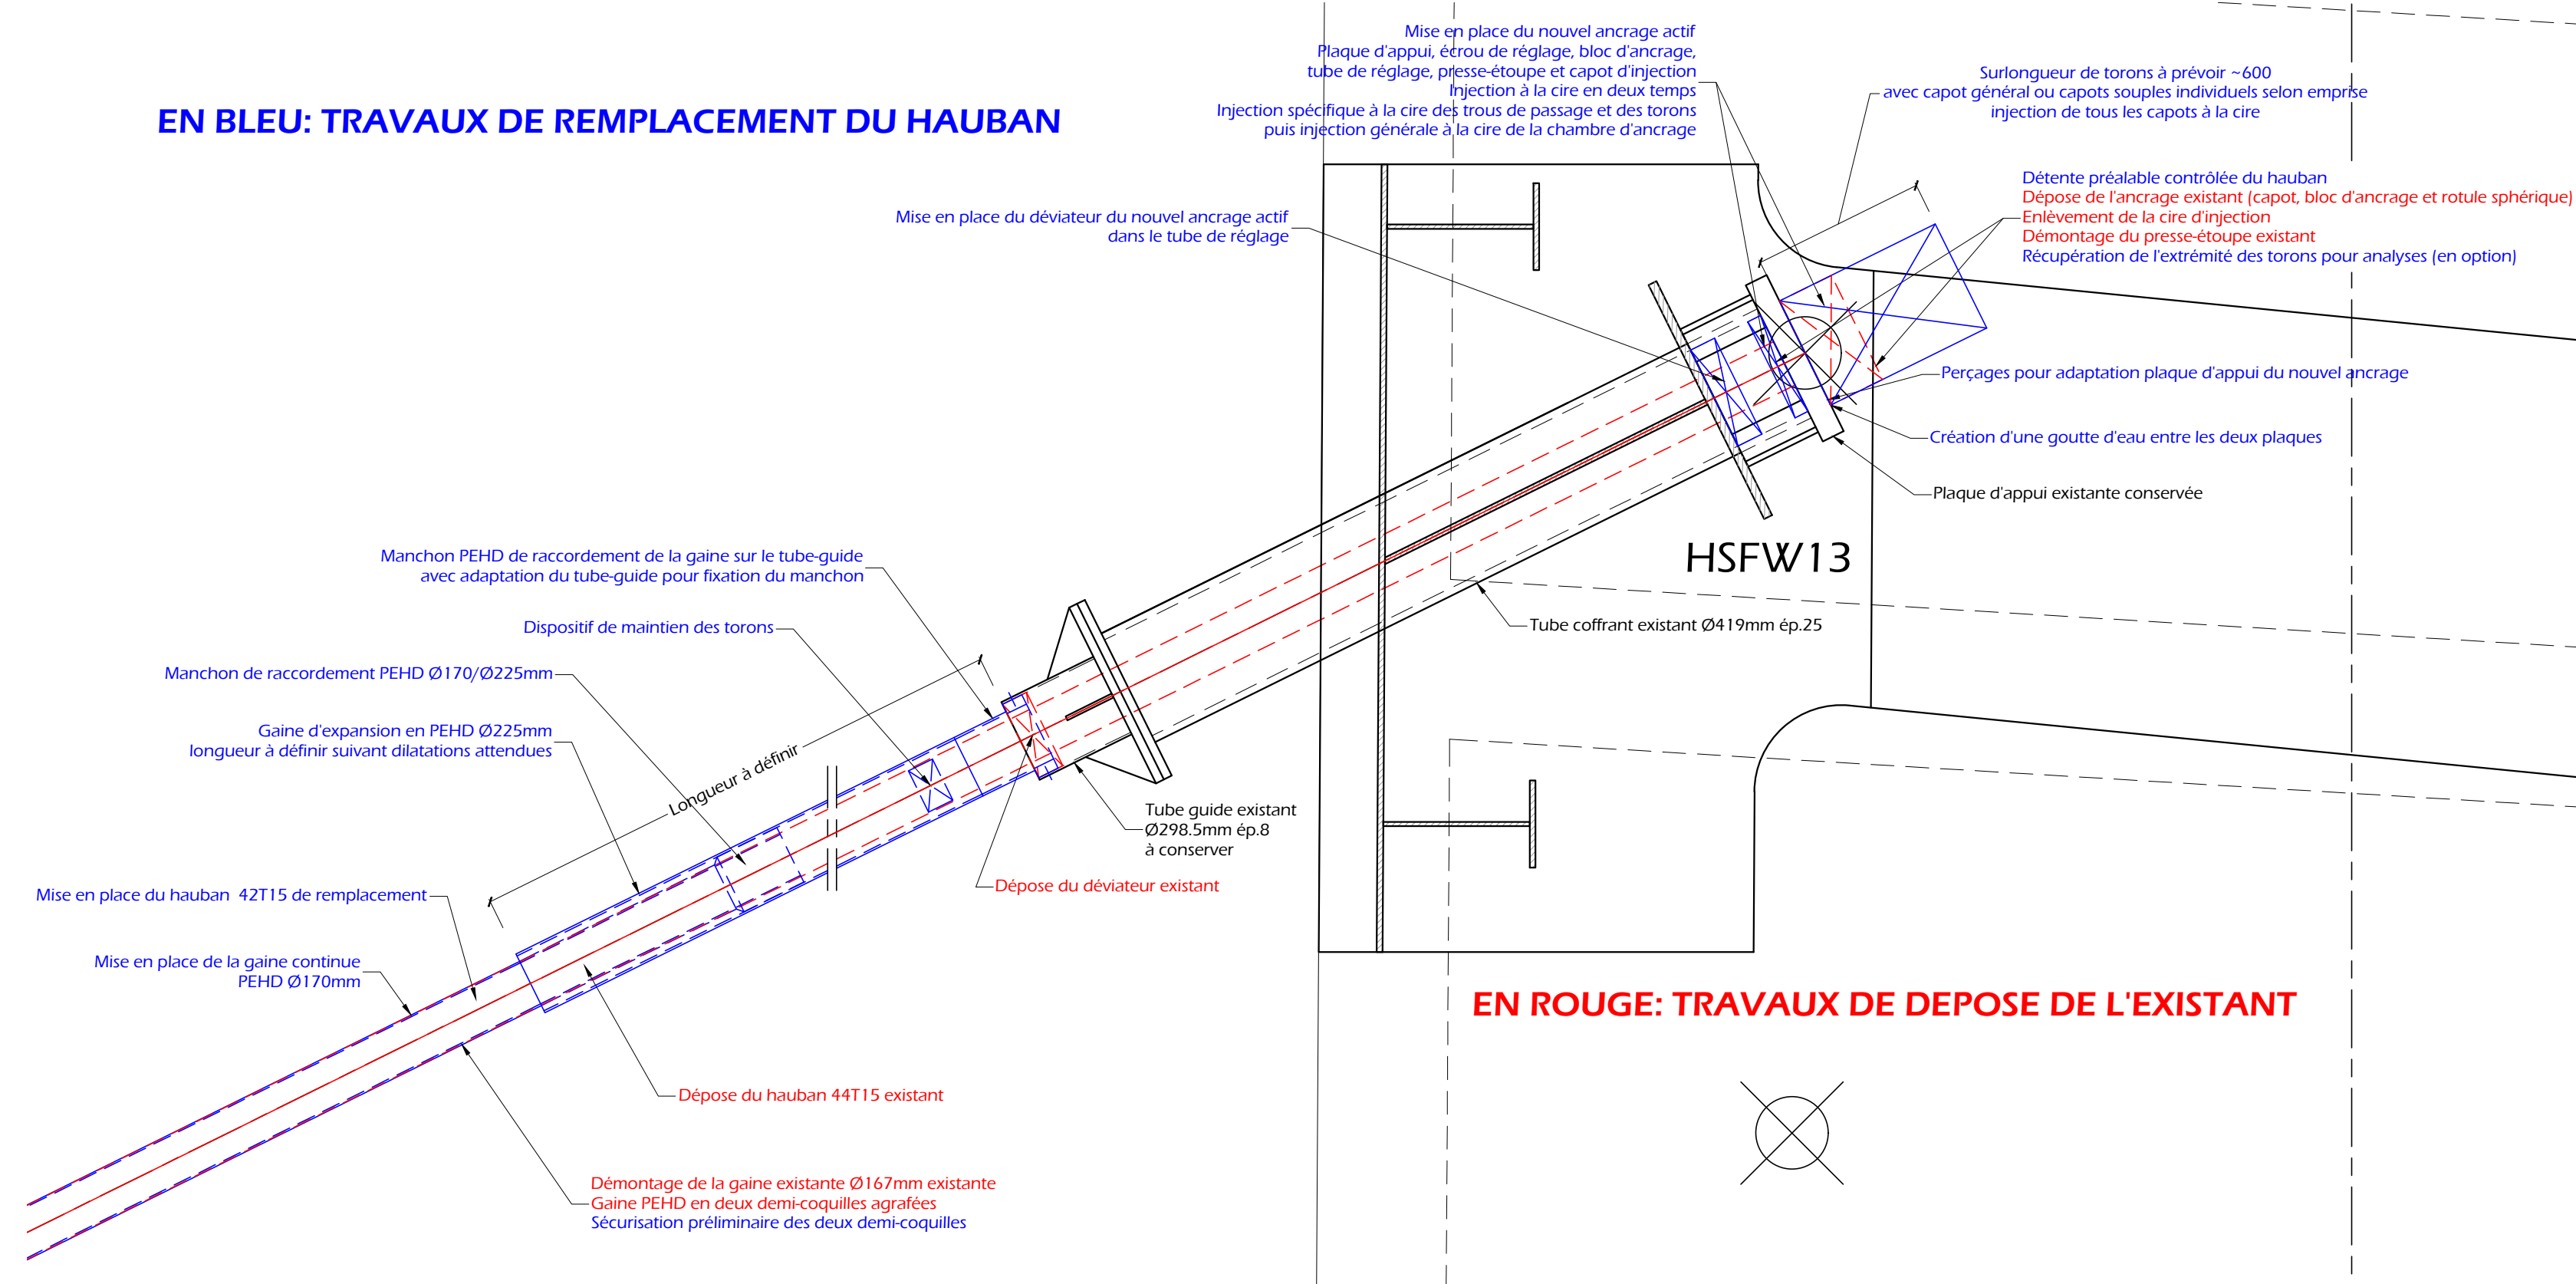 EN BLEU: TRAVAUX DE REMPLACEMENT DU HAUBAN
Mise en place du nouvel ancrage actif
Plaque d'appui, écrou de réglage, bloc d'ancrage,
tube de réglage, presse-étoupe et capot d'injection
Injection à la cire en deux temps
Injection spécifique à la cire des trous de passage et des torons
puis injection générale à la cire de la chambre d'ancrage
Surlongueur de torons à prévoir ~600
avec capot général ou capots souples individuels selon emprise
injection de tous les capots à la cire
Détente préalable contrôlée du hauban
Dépose de l'ancrage existant (capot, bloc d'ancrage et rotule sphérique)
Enlèvement de la cire d'injection
Démontage du presse-étoupe existant
Récupération de l'extrémité des torons pour analyses (en option)
Mise en place du déviateur du nouvel ancrage actif
dans le tube de réglage
Perçages pour adaptation plaque d'appui du nouvel ancrage
Création d'une goutte d'eau entre les deux plaques
Plaque d'appui existante conservée
HSFW13
Tube coffrant existant Ø419mm ép.25
Manchon PEHD de raccordement de la gaine sur le tube-guide
avec adaptation du tube-guide pour fixation du manchon
Dispositif de maintien des torons
Manchon de raccordement PEHD Ø170/Ø225mm
Gaine d'expansion en PEHD Ø225mm
longueur à définir suivant dilatations attendues
Longueur à définir
Tube guide existant
Ø298.5mm ép.8
à conserver
Dépose du déviateur existant
Mise en place du hauban 42T15 de remplacement
Mise en place de la gaine continue
PEHD Ø170mm
EN ROUGE: TRAVAUX DE DEPOSE DE L'EXISTANT
Dépose du hauban 44T15 existant
Démontage de la gaine existante Ø167mm existante
Gaine PEHD en deux demi-coquilles agrafées
Sécurisation préliminaire des deux demi-coquilles